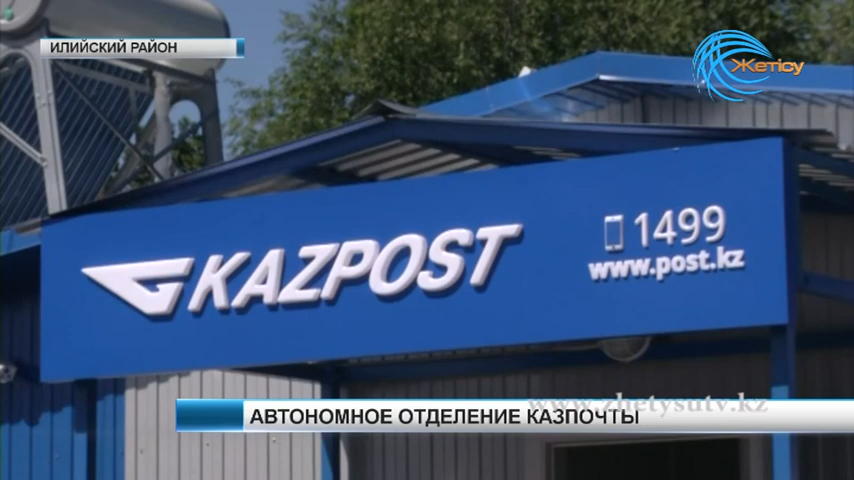 ИЛИЙСКИЙ РАЙОН
Жетісу
KAZPOST
1499
www.post.kz
www.zhetysutv.kz
АВТОНОМНОЕ ОТДЕЛЕНИЕ КАЗПОЧТЫ